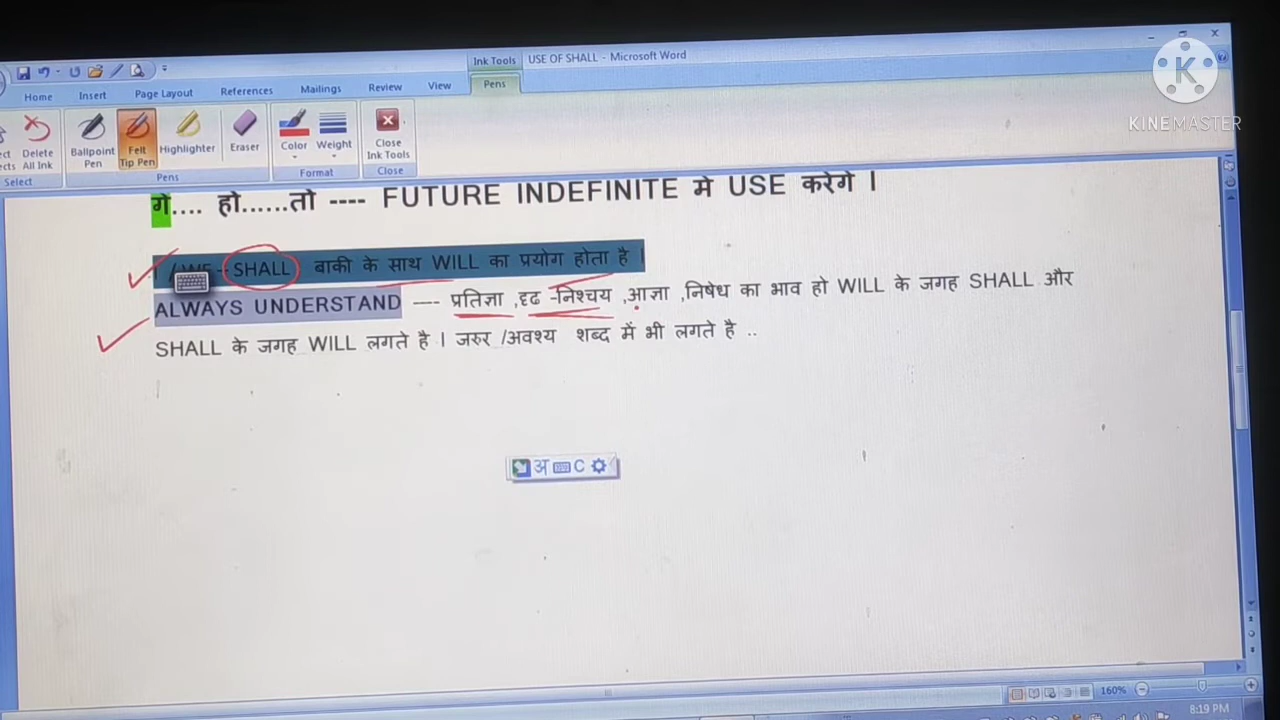 Ink Tools USE OF SHALL - Microsoft Word
Home Insert Page Layout References Mailings Review View Pens
Delete All Ink
Ballpoint Pen
Felt Tip Pen
Highlighter
Eraser
Color
Weight
Close Ink Tools
Select Pens Format Close
KINEMASTER
गे.... हो......तो ---- FUTURE INDEFINITE मे USE करेगे ।
I / WE -- SHALL बाकी के साथ WILL का प्रयोग होता है ।
ALWAYS UNDERSTAND ---- प्रतिज्ञा ,दृढ -निश्चय ,आज्ञा ,निषेध का भाव हो WILL के जगह SHALL और
SHALL के जगह WILL लगते है । जरुर /अवश्य शब्द में भी लगते है ..
अ C
160%
8:19 PM